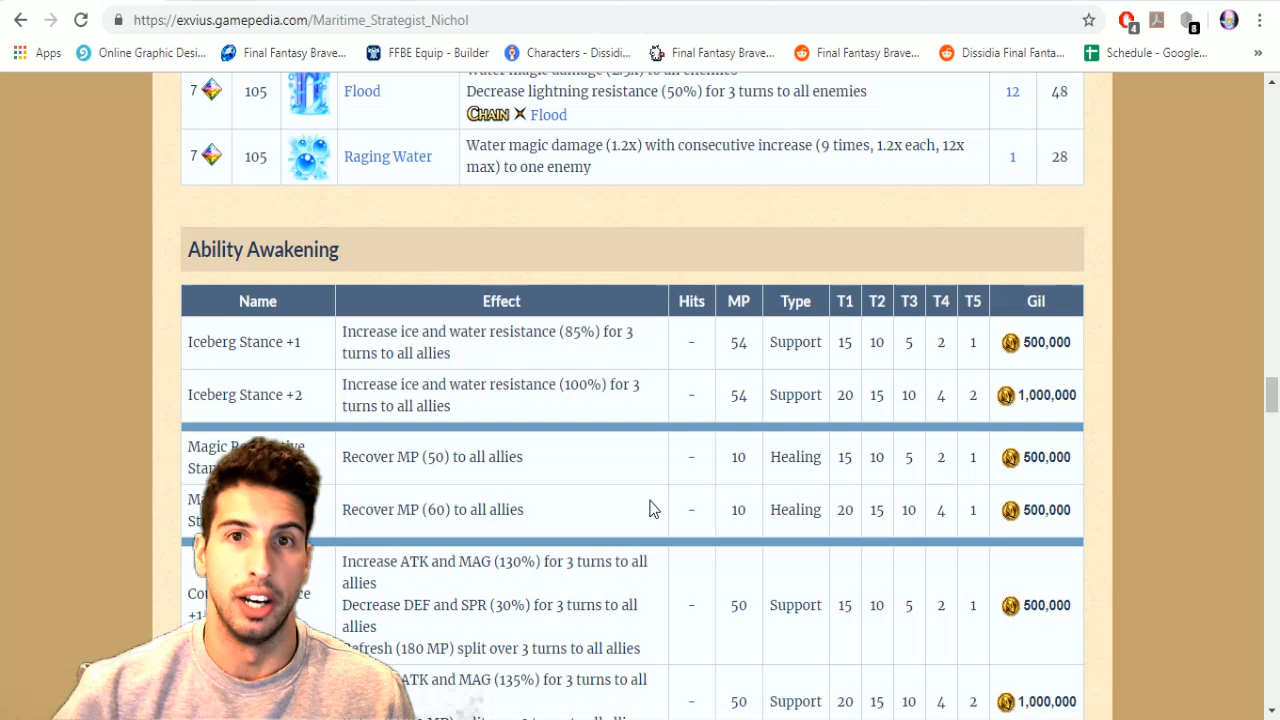 https://exvius.gamepedia.com/Maritime_Strategist_Nichol
4
8
Apps
Online Graphic Desi...
Final Fantasy Brave...
FFBE Equip - Builder
Characters - Dissidi...
Final Fantasy Brave...
Final Fantasy Brave...
Dissidia Final Fanta...
Schedule - Google...
»
7 105 Flood
Decrease lightning resistance (50%) for 3 turns to all enemies
CHAIN Flood
12 48
7 105 Raging Water
Water magic damage (1.2x) with consecutive increase (9 times, 1.2x each, 12x
max) to one enemy
1 28
Ability Awakening
Name Effect Hits MP Type T1 T2 T3 T4 T5 Gil
Iceberg Stance +1
Increase ice and water resistance (85%) for 3
turns to all allies
- 54 Support 15 10 5 2 1 500,000
Iceberg Stance +2
Increase ice and water resistance (100%) for 3
turns to all allies
- 54 Support 20 15 10 4 2 1,000,000
Magic
Recover MP (50) to all allies
- 10 Healing 15 10 5 2 1 500,000
Recover MP (60) to all allies
- 10 Healing 20 15 10 4 1 500,000
Increase ATK and MAG (130%) for 3 turns to all
allies
Decrease DEF and SPR (30%) for 3 turns to all
allies
Refresh (180 MP) split over 3 turns to all allies
- 50 Support 15 10 5 2 1 500,000
ATK and MAG (135%) for 3 turns to all
- 50 Support 20 15 10 4 2 1,000,000